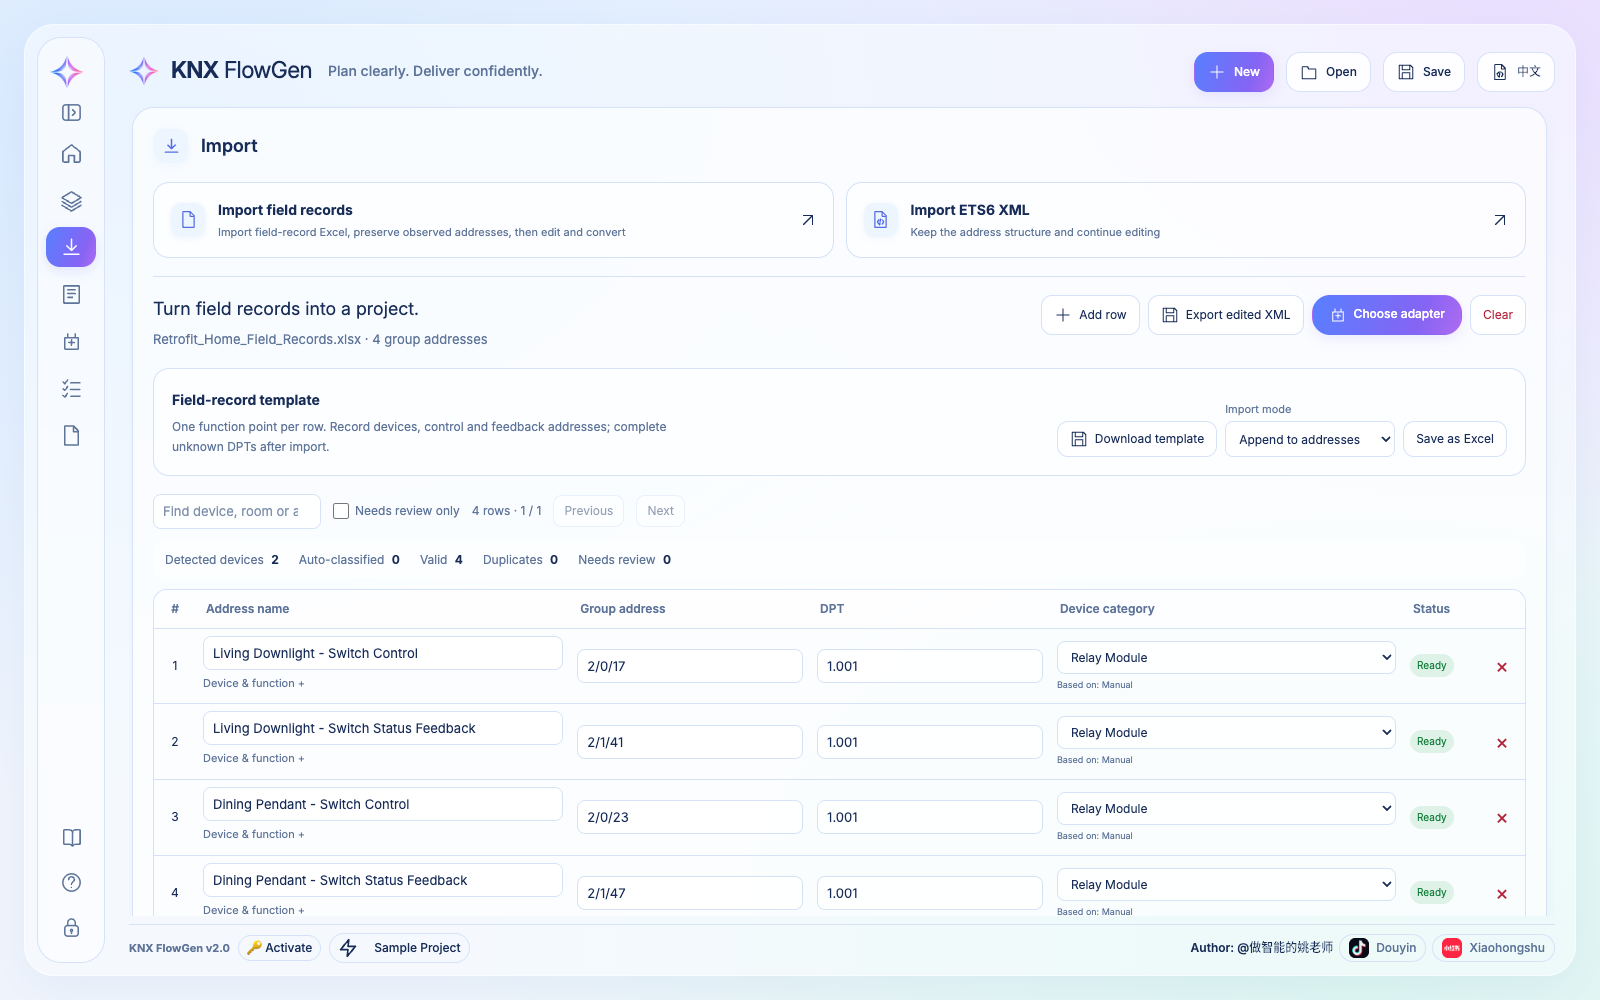 KNX FlowGen
Plan clearly. Deliver confidently.
New
Open
Save
中文
Import
Import field records
Import field-record Excel, preserve observed addresses, then edit and convert
Import ETS6 XML
Keep the address structure and continue editing
Turn field records into a project.
Retrofit_Home_Field_Records.xlsx · 4 group addresses
Add row
Export edited XML
Choose adapter
Clear
Field-record template
One function point per row. Record devices, control and feedback addresses; complete
unknown DPTs after import.
Download template
Import mode
Append to addresses
Save as Excel
Find device, room or a
Needs review only
4 rows · 1 / 1
Previous
Next
Detected devices 2
Auto-classified 0
Valid 4
Duplicates 0
Needs review 0
# Address name Group address DPT Device category Status
1 Living Downlight - Switch Control 2/0/17 1.001 Relay Module Ready ×
Device & function +
Based on: Manual
2 Living Downlight - Switch Status Feedback 2/1/41 1.001 Relay Module Ready ×
Device & function +
Based on: Manual
3 Dining Pendant - Switch Control 2/0/23 1.001 Relay Module Ready ×
Device & function +
Based on: Manual
4 Dining Pendant - Switch Status Feedback 2/1/47 1.001 Relay Module Ready ×
Device & function +
Based on: Manual
KNX FlowGen v2.0
Activate
Sample Project
Author: @做智能的姚老师
Douyin
Xiaohongshu